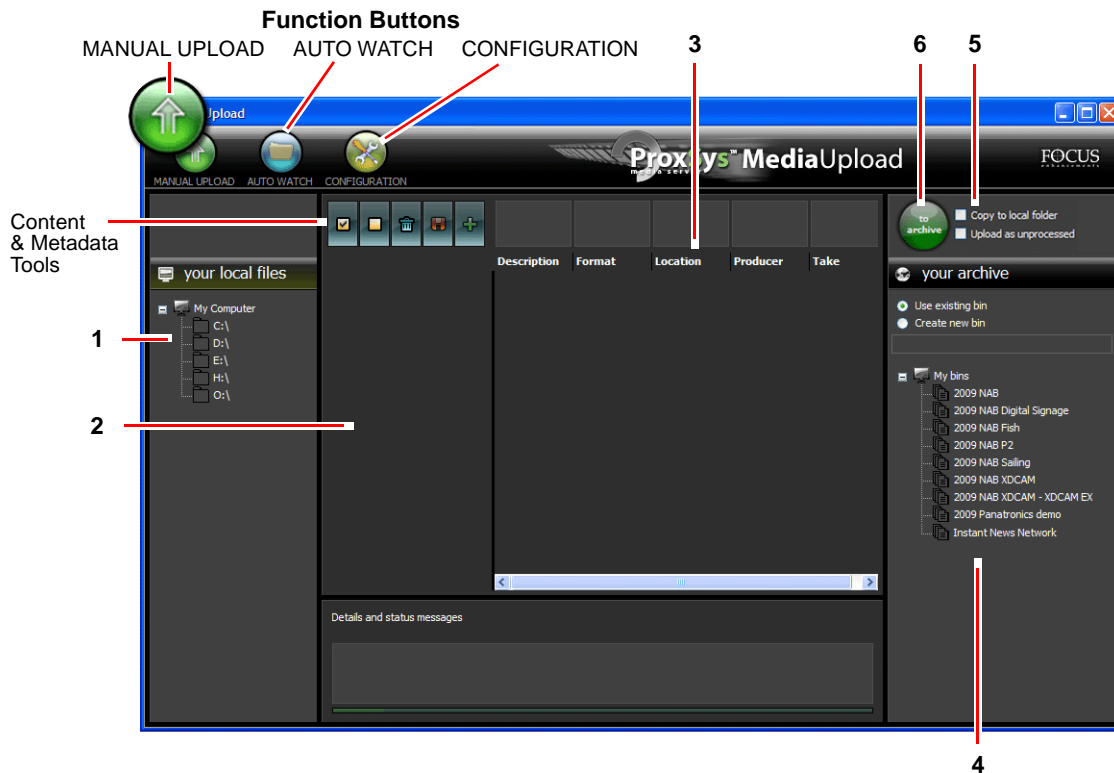 Function Buttons
MANUAL UPLOAD AUTO WATCH CONFIGURATION 3 6 5
Upload
ProxSys™ MediaUpload
media server
FOCUS
enhancements
MANUAL UPLOAD AUTO WATCH CONFIGURATION
Content
& Metadata
Tools
to
archive
Copy to local folder
Upload as unprocessed
Description Format Location Producer Take
your local files
your archive
My Computer
C:\
D:\
E:\
H:\
O:\
1
2
Use existing bin
Create new bin
My bins
2009 NAB
2009 NAB Digital Signage
2009 NAB Fish
2009 NAB P2
2009 NAB Sailing
2009 NAB XDCAM
2009 NAB XDCAM - XDCAM EX
2009 Panatronics demo
Instant News Network
Details and status messages
4